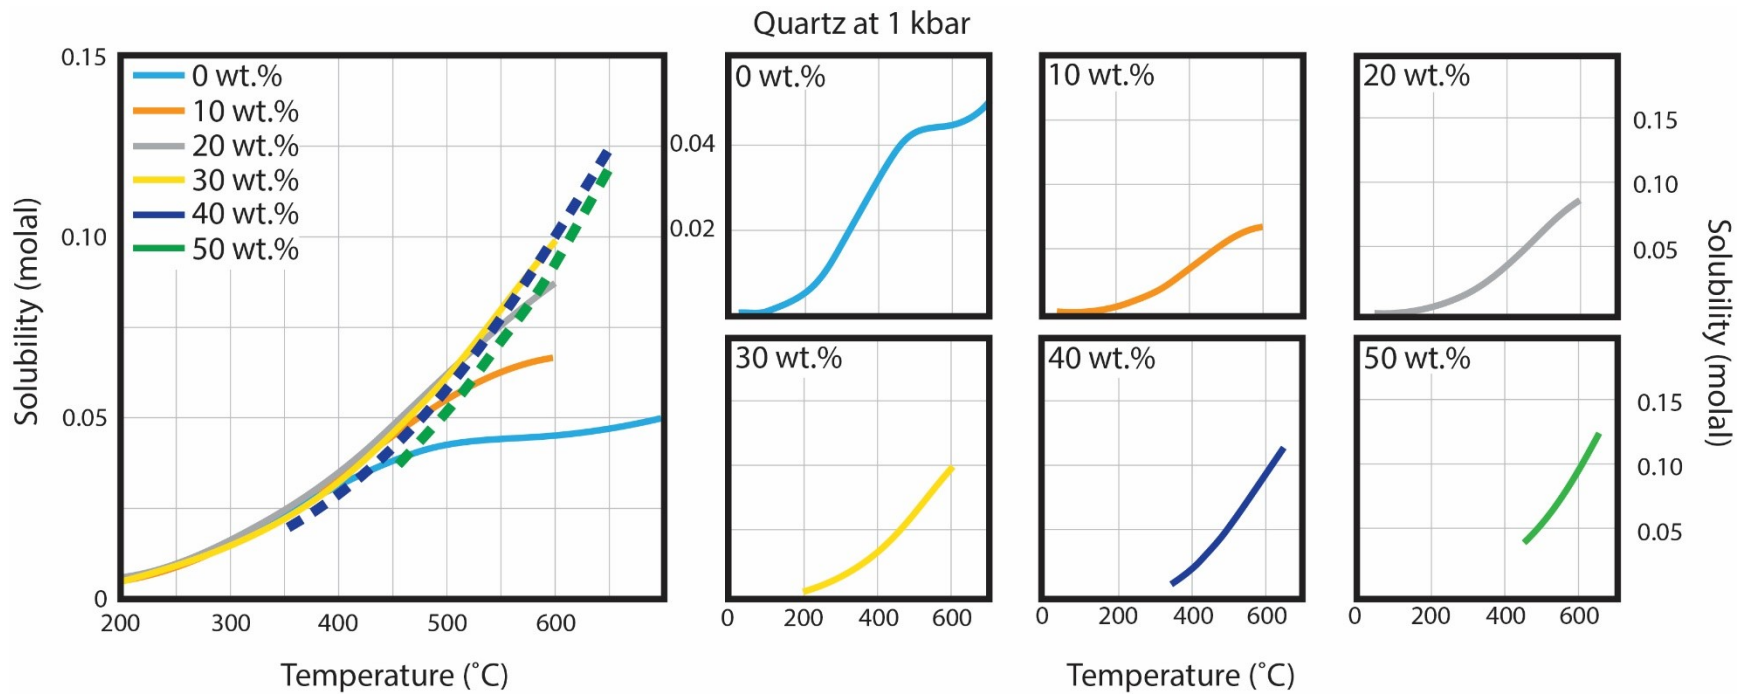 Quartz at 1 kbar
0.15
0.10
0.05
0
Solubility (molal)
0 wt.%
10 wt.%
20 wt.%
30 wt.%
40 wt.%
50 wt.%
200
300
400
500
600
Temperature (˚C)
0 wt.%
0.04
0.02
10 wt.%
20 wt.%
0.15
0.10
0.05
30 wt.%
40 wt.%
50 wt.%
0.15
0.10
0.05
Solubility (molal)
0
200
400
600
0
200
400
600
0
200
400
600
Temperature (˚C)